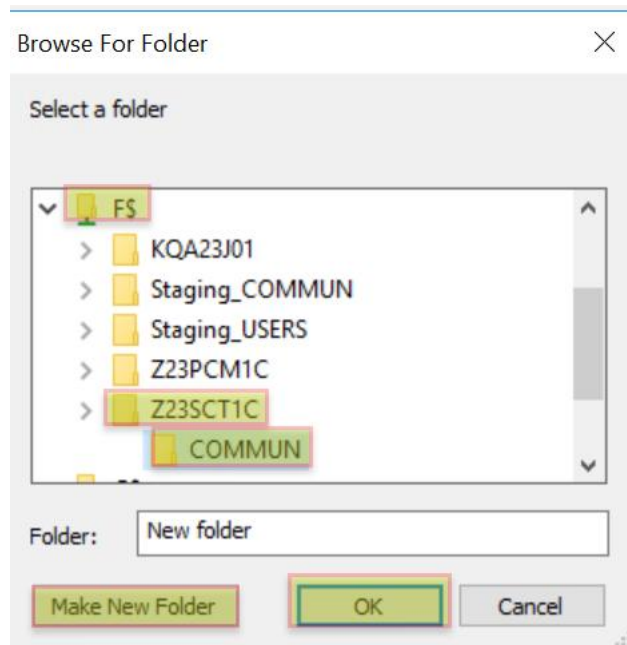 Browse For Folder
Select a folder
F$
KQA23J01
Staging_COMMUN
Staging_USERS
Z23PCM1C
Z23SCT1C
COMMUN
Folder: New folder
Make New Folder OK Cancel